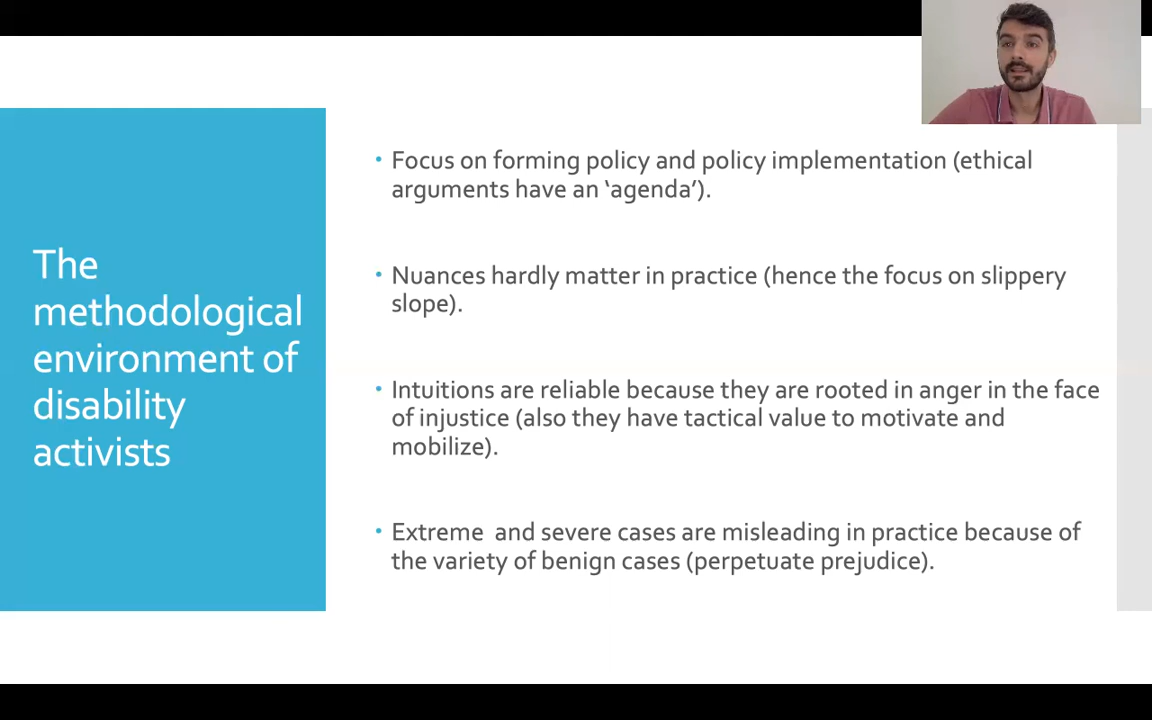 The
methodological
environment of
disability
activists
• Focus on forming policy and policy implementation (ethical
arguments have an ‘agenda’).
• Nuances hardly matter in practice (hence the focus on slippery
slope).
• Intuitions are reliable because they are rooted in anger in the face
of injustice (also they have tactical value to motivate and
mobilize).
• Extreme  and severe cases are misleading in practice because of
the variety of benign cases (perpetuate prejudice).